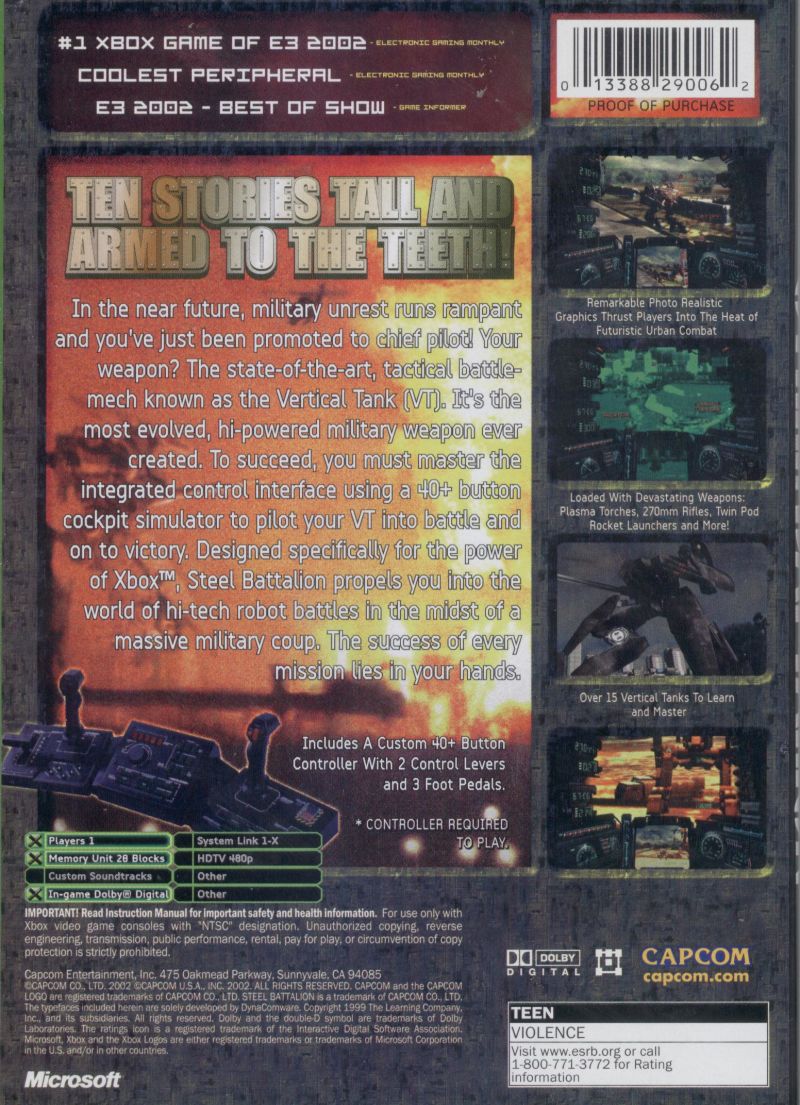 #1 XBOX GAME OF E3 2002 - ELECTRONIC GAMING MONTHLY
COOLEST PERIPHERAL - ELECTRONIC GAMING MONTHLY
E3 2002 - BEST OF SHOW - GAME INFORMER
0 13388 29006 2
PROOF OF PURCHASE
TEN STORIES TALL AND
ARMED TO THE TEETH!
In the near future, military unrest runs rampant
and you've just been promoted to chief pilot! Your
weapon? The state-of-the-art, tactical battle-
mech known as the Vertical Tank (VT). It's the
most evolved, hi-powered military weapon ever
created. To succeed, you must master the
integrated control interface using a 40+ button
cockpit simulator to pilot your VT into battle and
on to victory. Designed specifically for the power
of Xbox™, Steel Battalion propels you into the
world of hi-tech robot battles in the midst of a
massive military coup. The success of every
mission lies in your hands.
Includes A Custom 40+ Button
Controller With 2 Control Levers
and 3 Foot Pedals.
* CONTROLLER REQUIRED
TO PLAY.
Remarkable Photo Realistic
Graphics Thrust Players Into The Heat of
Futuristic Urban Combat
Loaded With Devastating Weapons:
Plasma Torches, 270mm Rifles, Twin Pod
Rocket Launchers and More!
Over 15 Vertical Tanks To Learn
and Master
Players 1
System Link 1-X
Memory Unit 28 Blocks
HDTV 480p
Custom Soundtracks
Other
In-game Dolby® Digital
Other
IMPORTANT! Read Instruction Manual for important safety and health information. For use only with
Xbox video game consoles with "NTSC" designation. Unauthorized copying, reverse
engineering, transmission, public performance, rental, pay for play, or circumvention of copy
protection is strictly prohibited.
Capcom Entertainment, Inc. 475 Oakmead Parkway, Sunnyvale, CA 94085
©CAPCOM CO., LTD. 2002 ©CAPCOM U.S.A., INC. 2002. ALL RIGHTS RESERVED. CAPCOM and the CAPCOM
LOGO are registered trademarks of CAPCOM CO., LTD. STEEL BATTALION is a trademark of CAPCOM CO., LTD.
The typefaces included herein are solely developed by DynaComware. Copyright 1999 The Learning Company,
Inc., and its subsidiaries. All rights reserved. Dolby and the double-D symbol are trademarks of Dolby
Laboratories. The ratings icon is a registered trademark of the Interactive Digital Software Association.
Microsoft, Xbox and the Xbox Logos are either registered trademarks or trademarks of Microsoft Corporation
in the U.S. and/or in other countries.
Microsoft
DOLBY
DIGITAL
CAPCOM
capcom.com
TEEN
VIOLENCE
Visit www.esrb.org or call
1-800-771-3772 for Rating
information